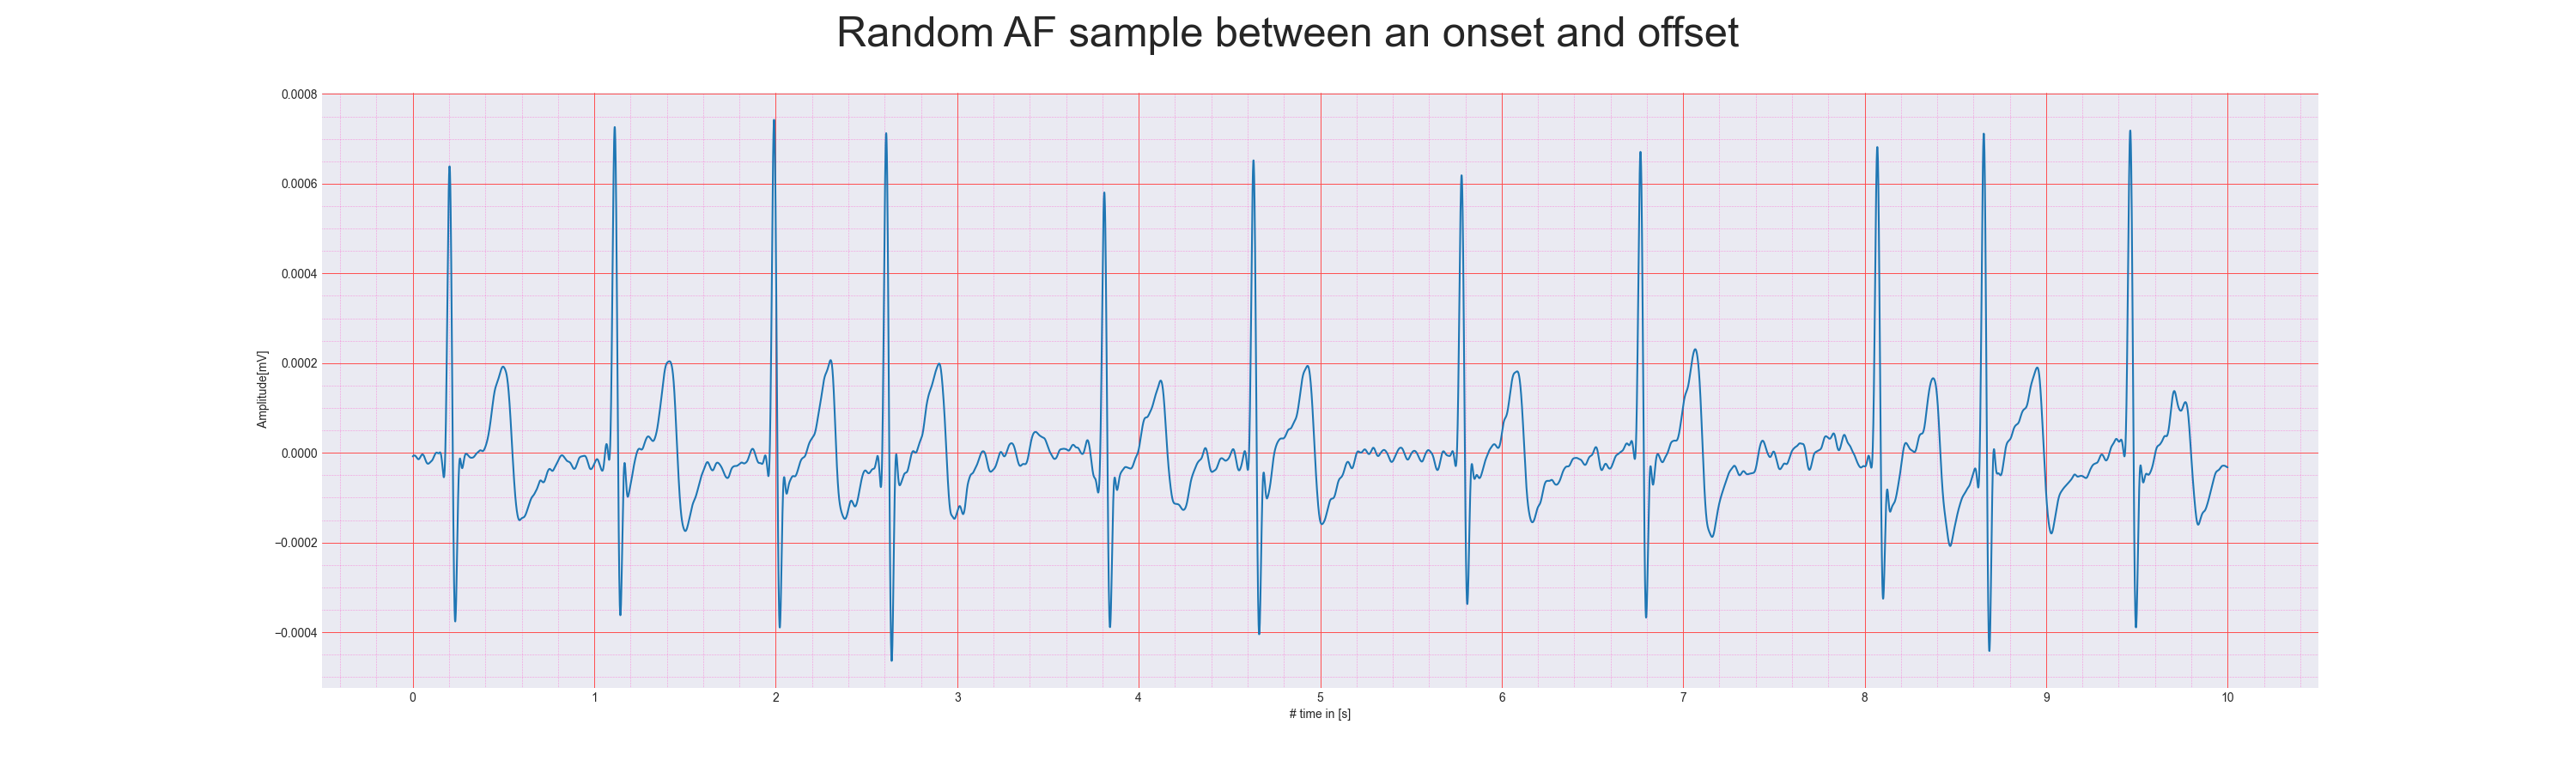 Random AF sample between an onset and offset
0.0008
0.0006
0.0004
0.0002
0.0000
−0.0002
−0.0004
Amplitude[mV]
0 1 2 3 4 5 6 7 8 9 10
# time in [s]